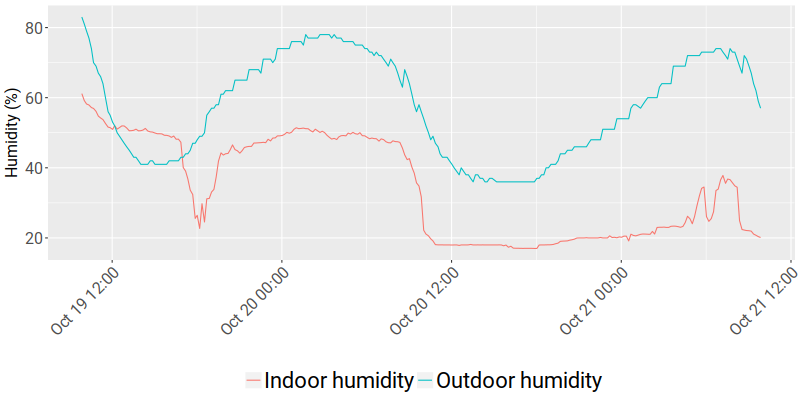 Humidity (%)
80
60
40
20
Oct 19 12:00
Oct 20 00:00
Oct 20 12:00
Oct 21 00:00
Oct 21 12:00
Indoor humidity
Outdoor humidity